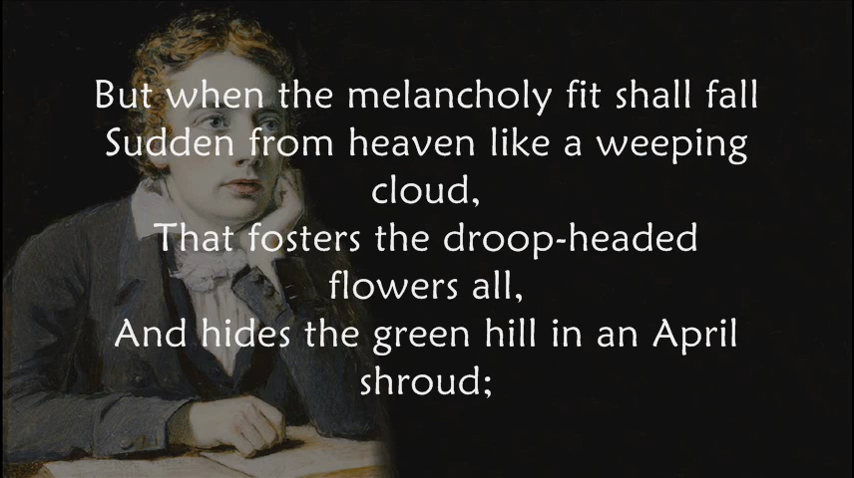 But when the melancholy fit shall fall
Sudden from heaven like a weeping
cloud,
That fosters the droop-headed
flowers all,
And hides the green hill in an April
shroud;